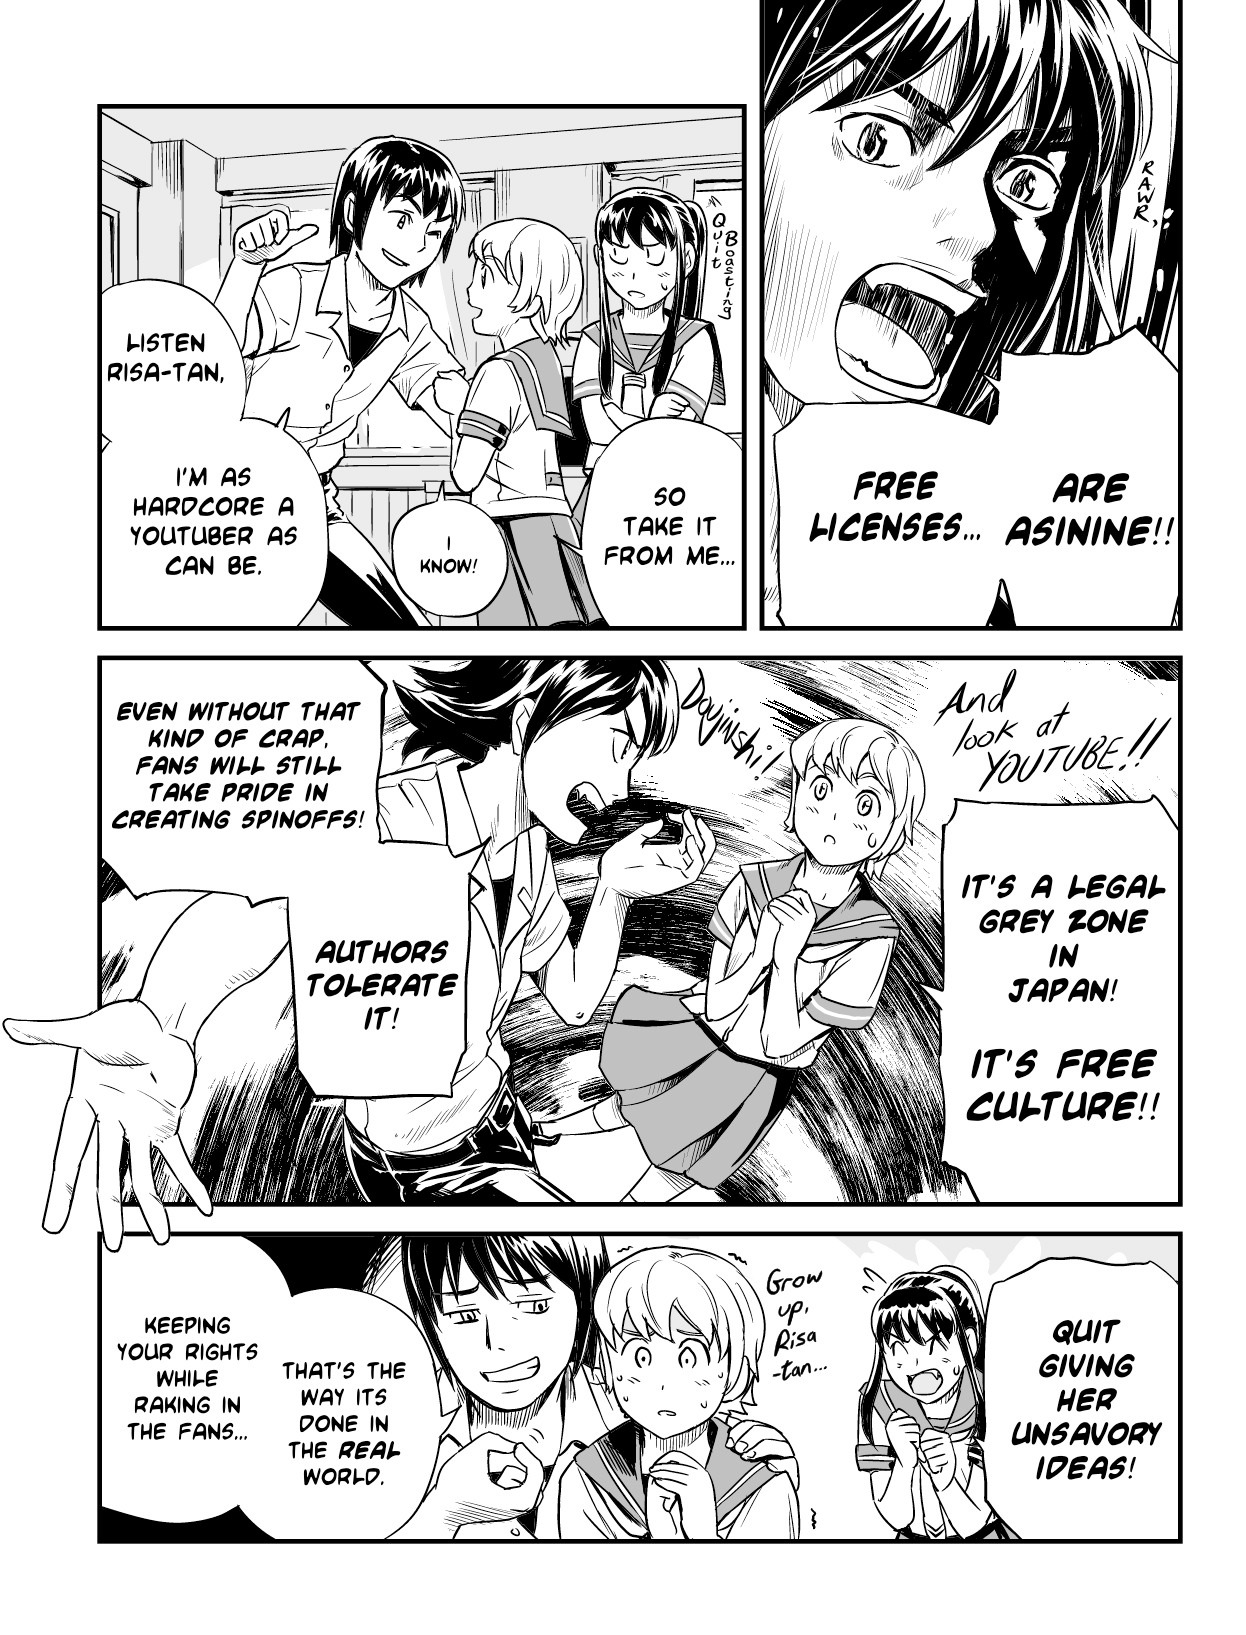 LISTEN
RISA-TAN,
I'M AS
HARDCORE A
YOUTUBER AS
CAN BE.
I
KNOW!
Quit
Boasting
SO
TAKE IT
FROM ME...
FREE
LICENSES...
ARE
ASININE!!
RAWR,
EVEN WITHOUT THAT
KIND OF CRAP,
FANS WILL STILL
TAKE PRIDE IN
CREATING SPINOFFS!
AUTHORS
TOLERATE
IT!
Doujinshi!
And
look at
YOUTUBE!!
IT'S A LEGAL
GREY ZONE
IN
JAPAN!
IT'S FREE
CULTURE!!
KEEPING
YOUR RIGHTS
WHILE
RAKING IN
THE FANS...
THAT'S THE
WAY ITS
DONE IN
THE REAL
WORLD.
Grow
up,
Risa
-tan...
QUIT
GIVING
HER
UNSAVORY
IDEAS!